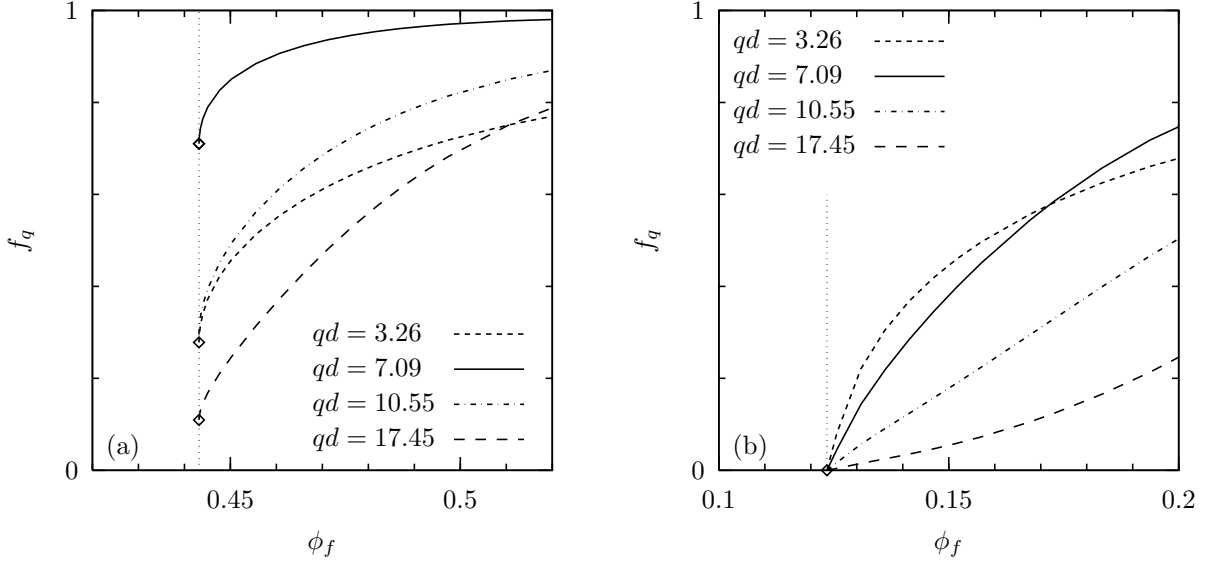 1
f_q
0
0.45
0.5
ϕ_f
(a)
qd = 3.26
qd = 7.09
qd = 10.55
qd = 17.45
1
f_q
0
0.1
0.15
0.2
ϕ_f
(b)
qd = 3.26
qd = 7.09
qd = 10.55
qd = 17.45